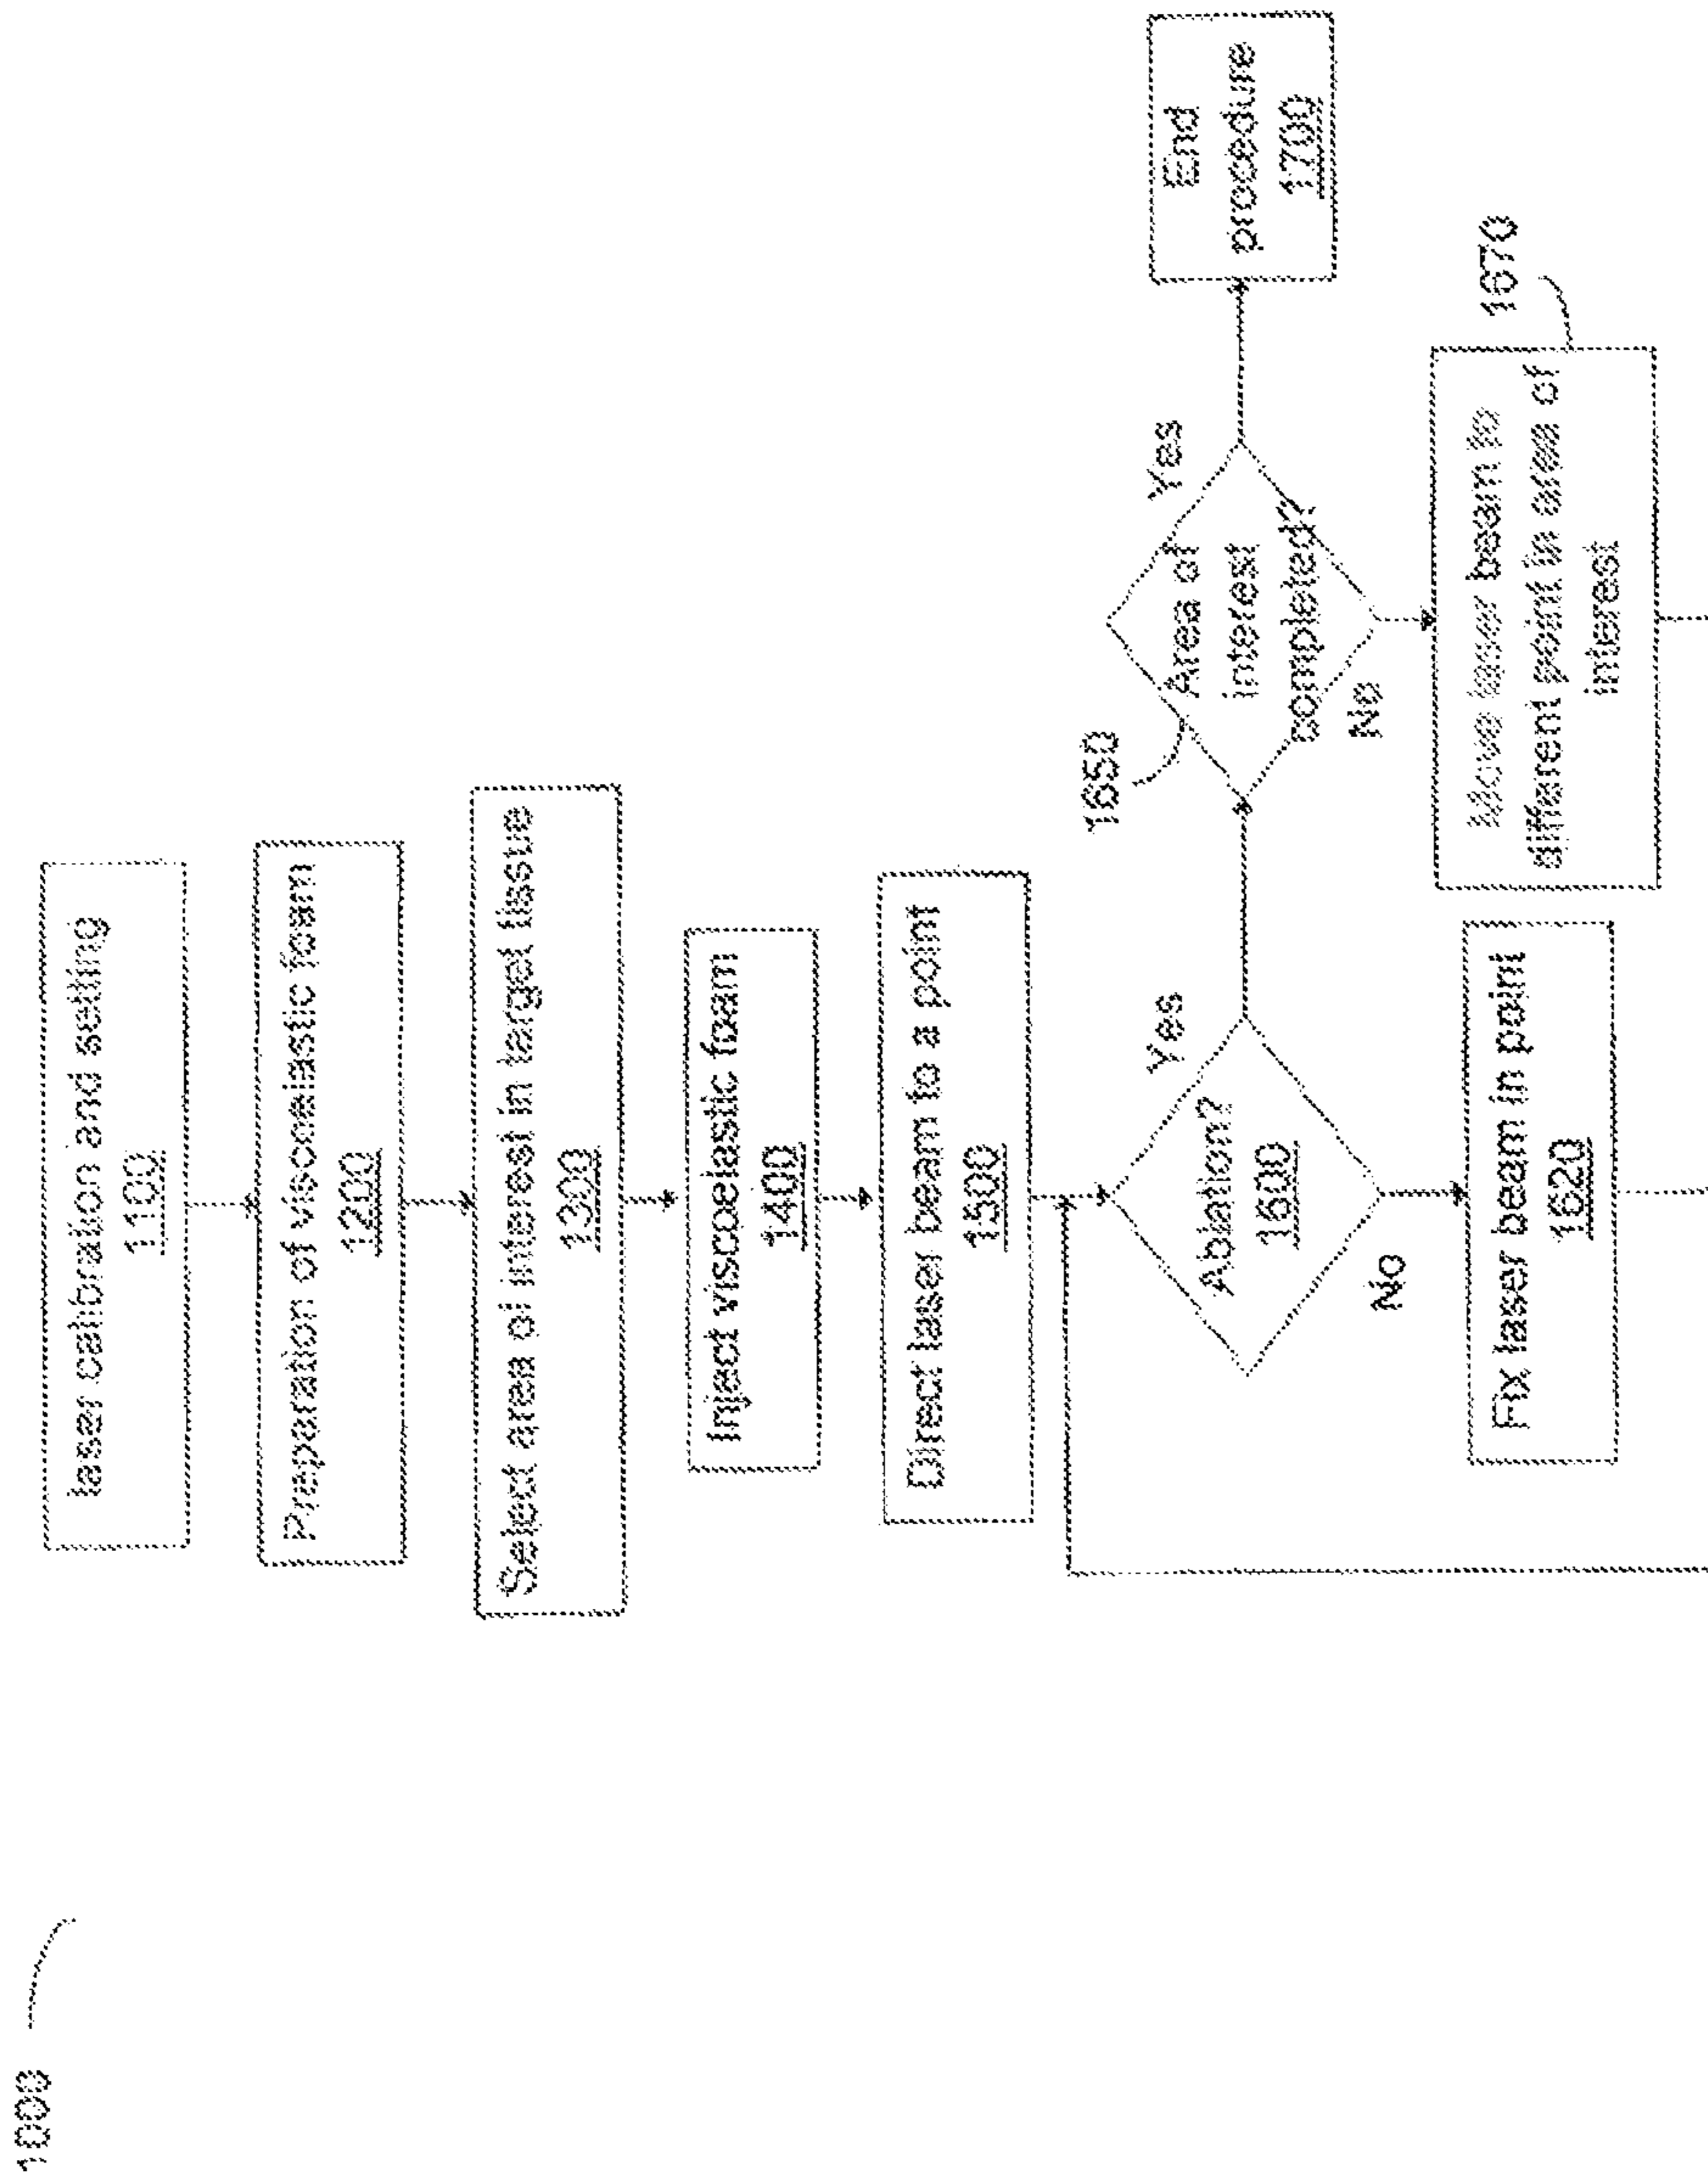 1000
laser calibration and setting
1100
Preparation of viscoelastic foam
1200
Select area of interest in target tissue
1300
Inject viscoelastic foam
1400
Direct laser beam to a point
1500
Ablation?
1600
Yes
No
Fix laser beam in point
1620
1650
Area of
interest
completed?
Yes
No
Move laser beam to
different point in area of
interest
1670
End
procedure
1700